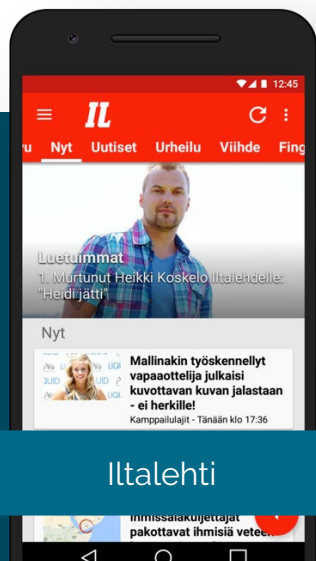 12:45
IL
Nyt Uutiset Urheilu Viihde
Luetuimmat
1. Murtunut Heikki Koskelo Iltalehdelle:
"Heidi jätti"
Nyt
Mallinakin työskennellyt
vapaaottelija julkaisi
kuvottavan kuvan jalastaan
- ei herkille!
Kamppailulajit - Tänään klo 17:36
Iltalehti
Ihmissalakuljettajat
pakottavat ihmisiä veteen